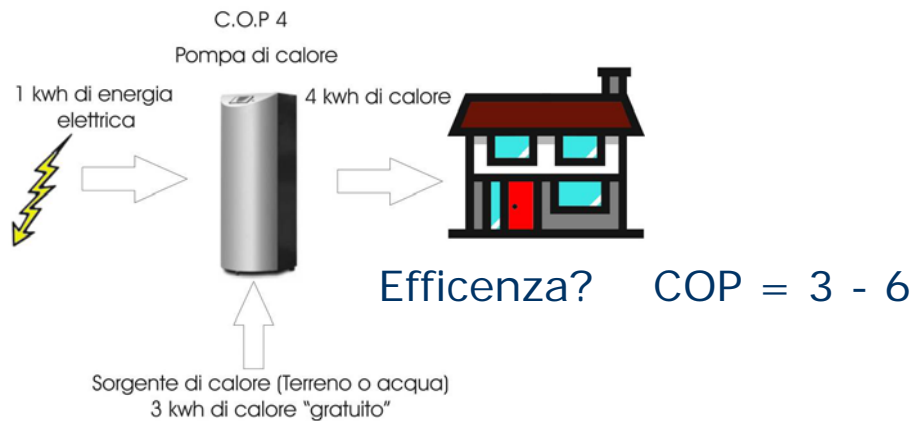 C.O.P 4
Pompa di calore
1 kwh di energia
elettrica
4 kwh di calore
Efficenza? COP = 3 - 6
Sorgente di calore (Terreno o acqua)
3 kwh di calore "gratuito"